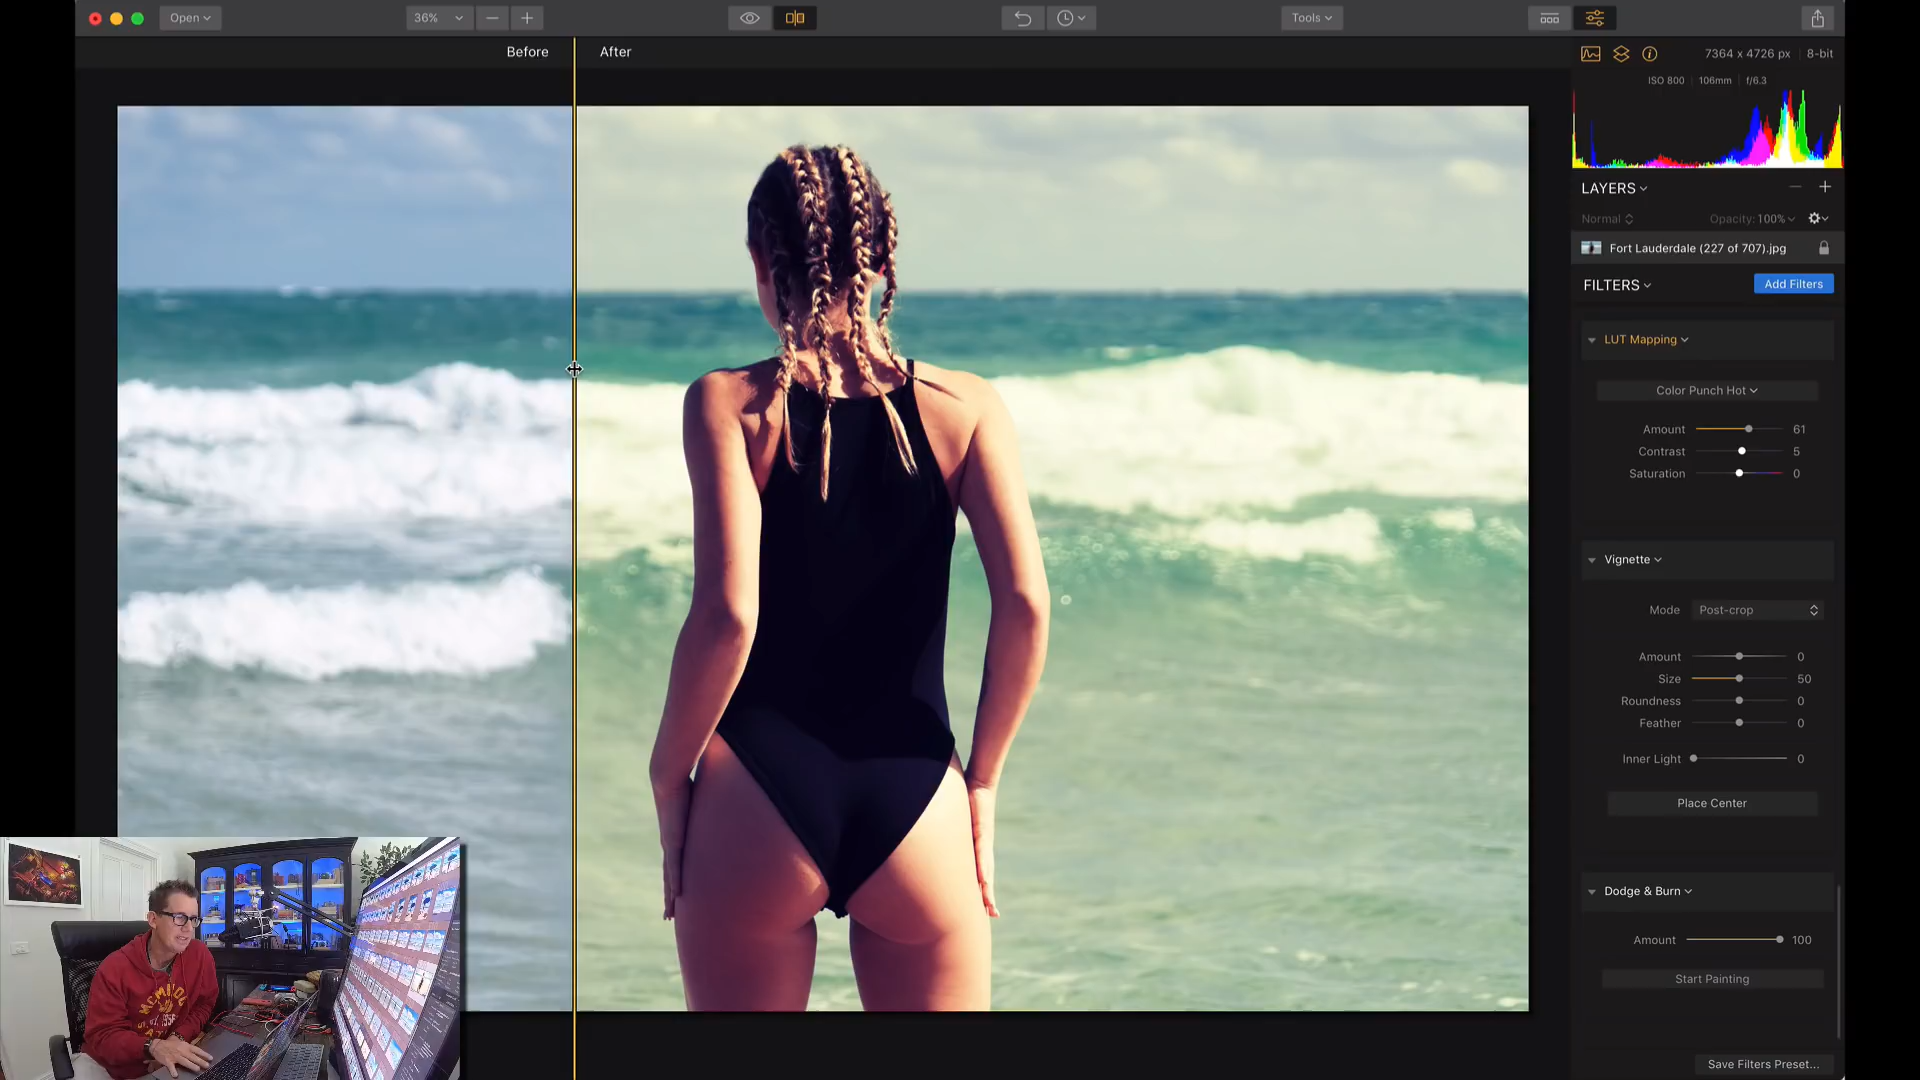 Open
36%
Tools
Before
After
7364 x 4726 px
8-bit
ISO 800
106mm
f/6.3
LAYERS
Normal
Opacity: 100%
Fort Lauderdale (227 of 707).jpg
FILTERS
Add Filters
LUT Mapping
Color Punch Hot
Amount 61
Contrast 5
Saturation 0
Vignette
Mode Post-crop
Amount 0
Size 50
Roundness 0
Feather 0
Inner Light 0
Place Center
Dodge & Burn
Amount 100
Start Painting
Save Filters Preset...